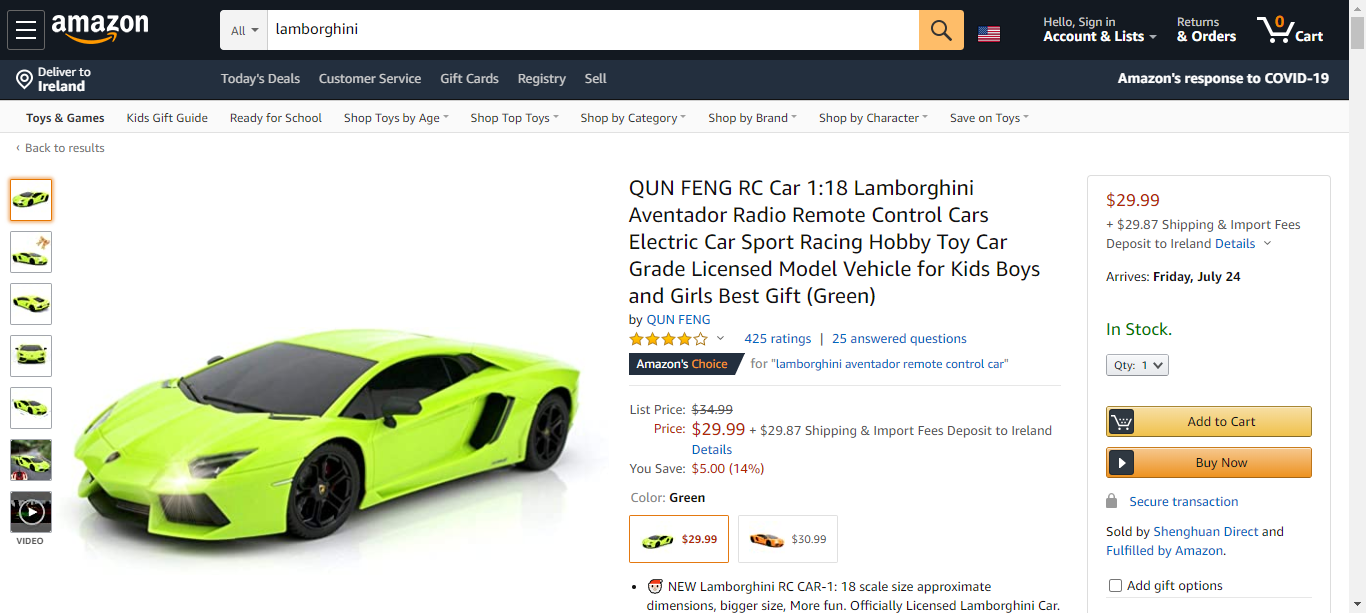 amazon
All
lamborghini
Hello, Sign in
Account & Lists
Returns
& Orders
0
Cart
Deliver to
Ireland
Today's Deals
Customer Service
Gift Cards
Registry
Sell
Amazon's response to COVID-19
Toys & Games
Kids Gift Guide
Ready for School
Shop Toys by Age
Shop Top Toys
Shop by Category
Shop by Brand
Shop by Character
Save on Toys
‹ Back to results
VIDEO
QUN FENG RC Car 1:18 Lamborghini
Aventador Radio Remote Control Cars
Electric Car Sport Racing Hobby Toy Car
Grade Licensed Model Vehicle for Kids Boys
and Girls Best Gift (Green)
by QUN FENG
425 ratings | 25 answered questions
Amazon's Choice for "lamborghini aventador remote control car"
List Price: $34.99
Price: $29.99 + $29.87 Shipping & Import Fees Deposit to Ireland
Details
You Save: $5.00 (14%)
Color: Green
$29.99
$30.99
• NEW Lamborghini RC CAR-1: 18 scale size approximate
dimensions, bigger size, More fun. Officially Licensed Lamborghini Car.
$29.99
+ $29.87 Shipping & Import Fees
Deposit to Ireland Details
Arrives: Friday, July 24
In Stock.
Qty: 1
Add to Cart
Buy Now
Secure transaction
Sold by Shenghuan Direct and
Fulfilled by Amazon.
Add gift options